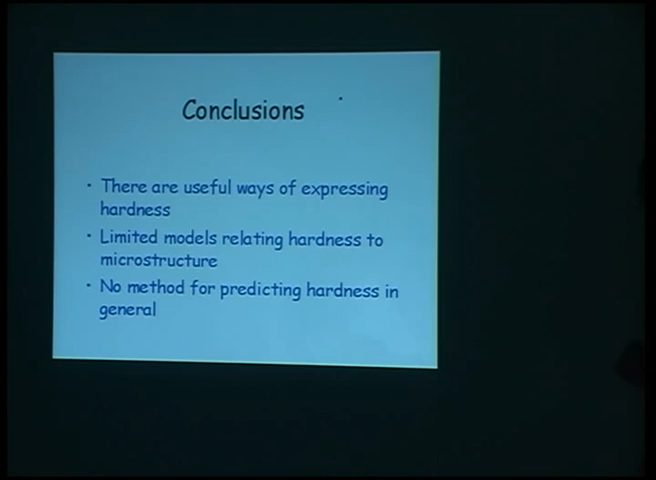 Conclusions
• There are useful ways of expressing
hardness
• Limited models relating hardness to
microstructure
• No method for predicting hardness in
general